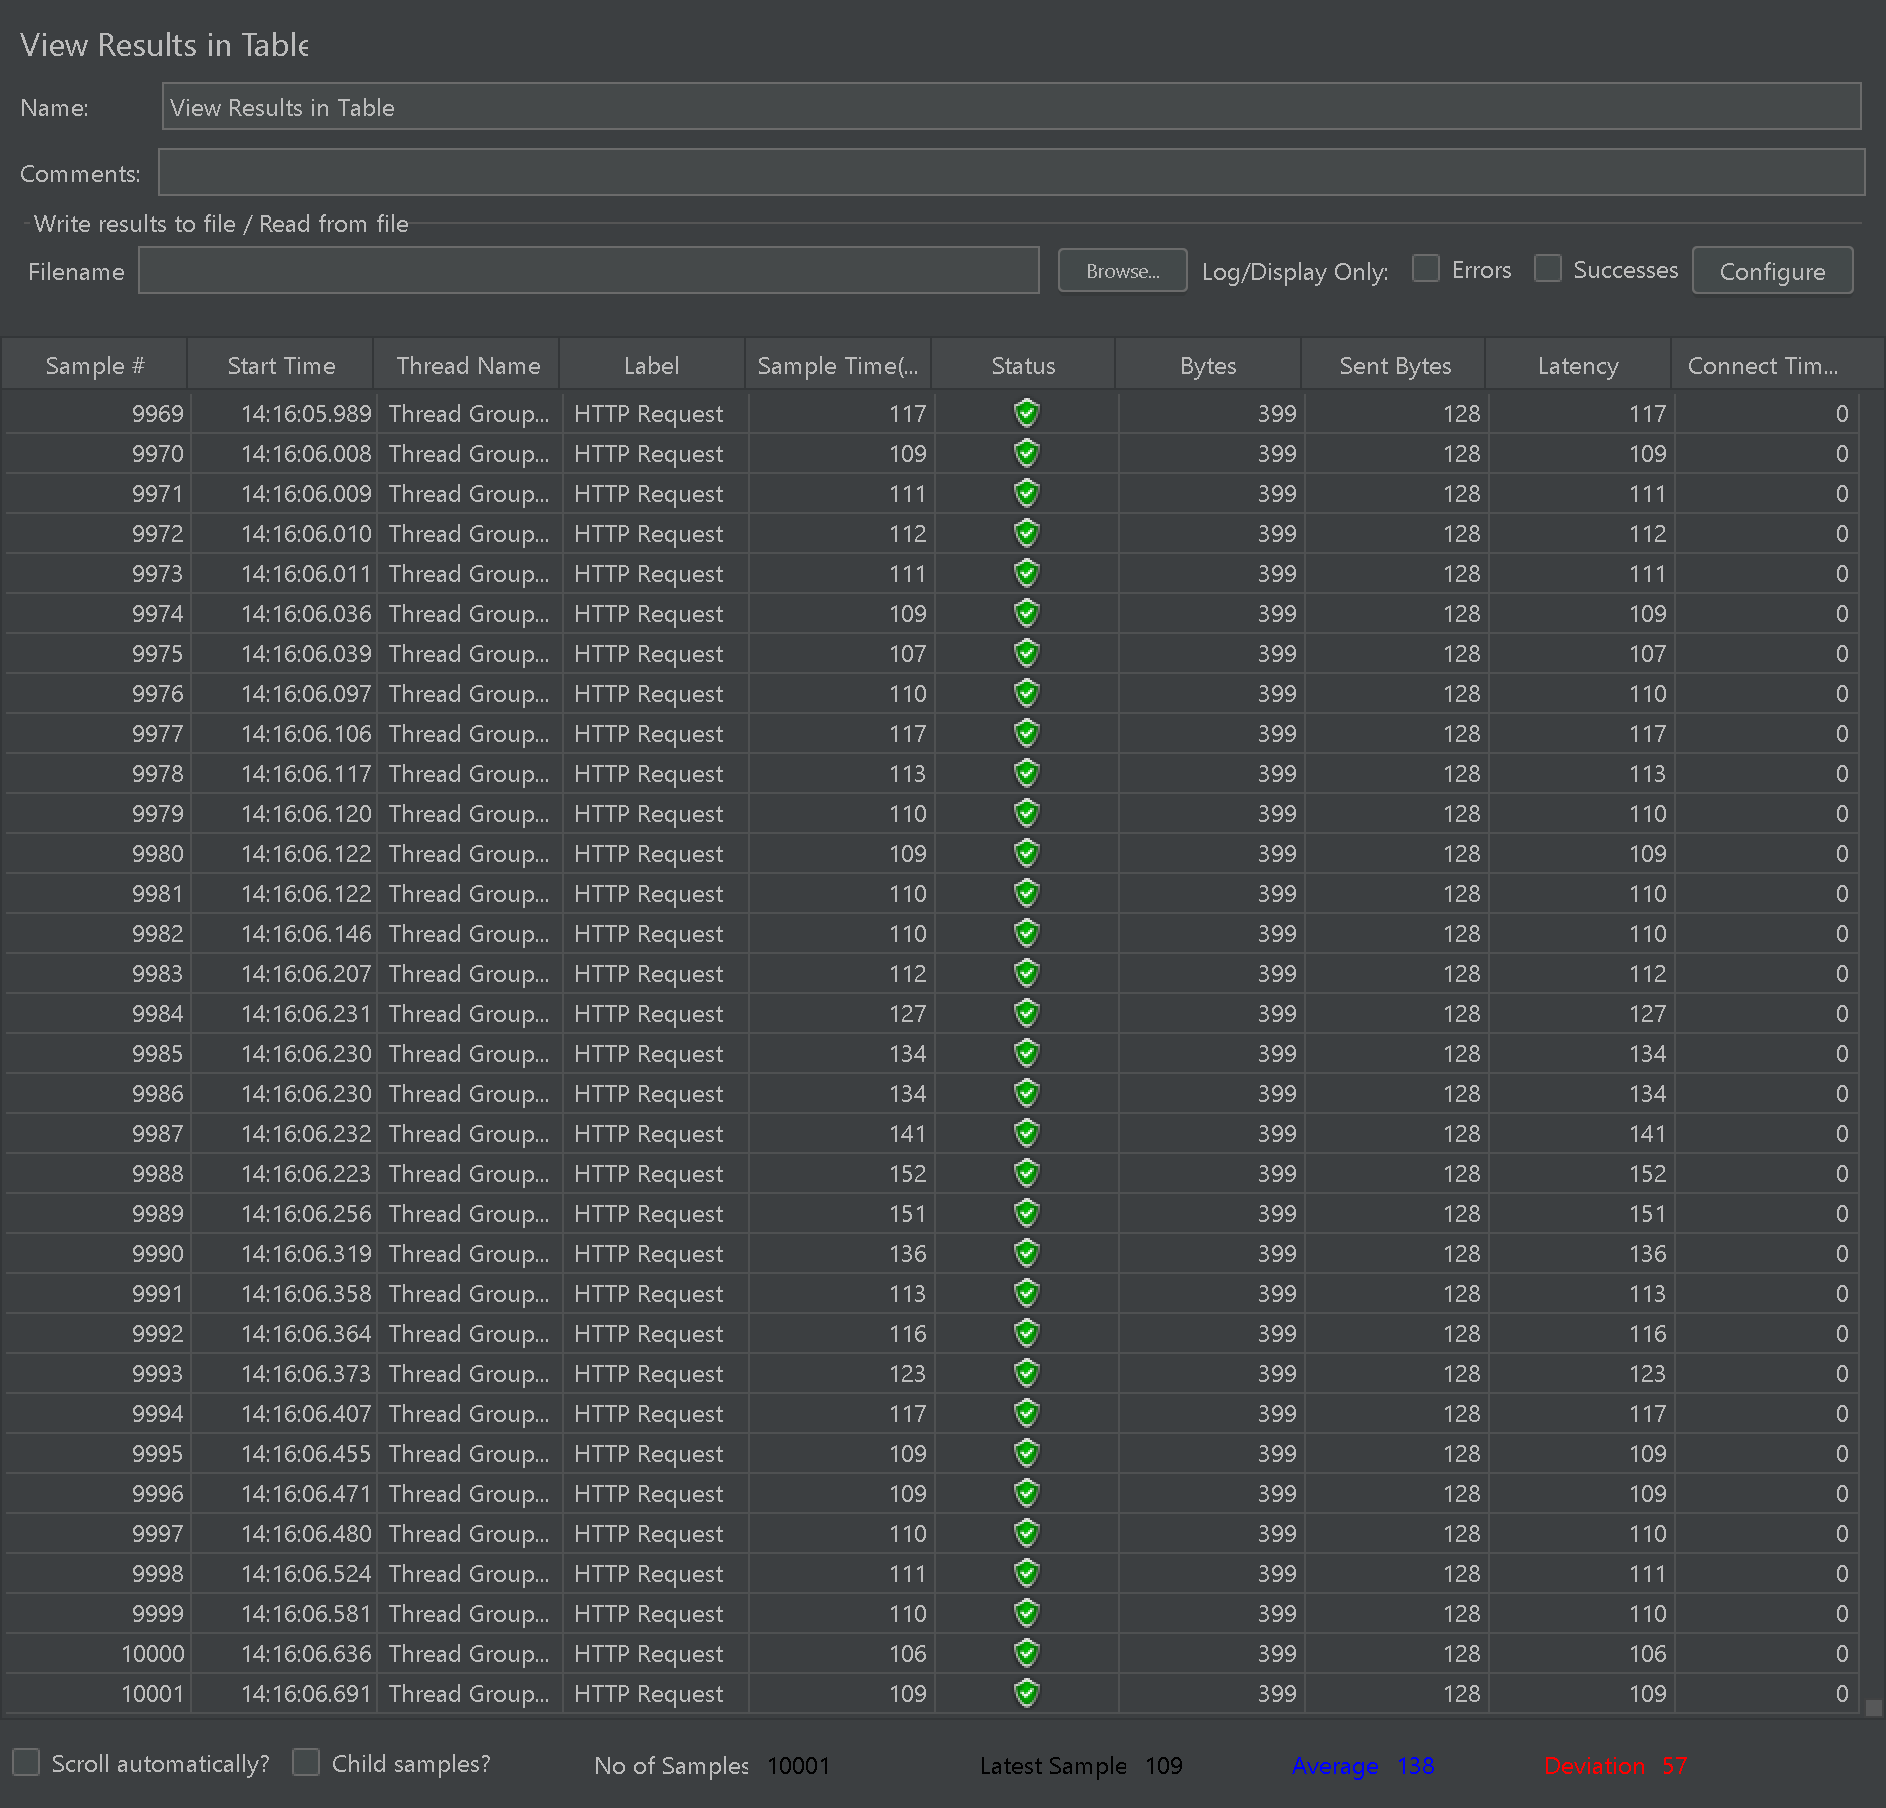 View Results in Table
Name: View Results in Table
Comments:
Write results to file / Read from file
Filename Browse... Log/Display Only: Errors Successes Configure
Sample # Start Time Thread Name Label Sample Time(... Status Bytes Sent Bytes Latency Connect Tim...
9969 14:16:05.989 Thread Group... HTTP Request 117 399 128 117 0
9970 14:16:06.008 Thread Group... HTTP Request 109 399 128 109 0
9971 14:16:06.009 Thread Group... HTTP Request 111 399 128 111 0
9972 14:16:06.010 Thread Group... HTTP Request 112 399 128 112 0
9973 14:16:06.011 Thread Group... HTTP Request 111 399 128 111 0
9974 14:16:06.036 Thread Group... HTTP Request 109 399 128 109 0
9975 14:16:06.039 Thread Group... HTTP Request 107 399 128 107 0
9976 14:16:06.097 Thread Group... HTTP Request 110 399 128 110 0
9977 14:16:06.106 Thread Group... HTTP Request 117 399 128 117 0
9978 14:16:06.117 Thread Group... HTTP Request 113 399 128 113 0
9979 14:16:06.120 Thread Group... HTTP Request 110 399 128 110 0
9980 14:16:06.122 Thread Group... HTTP Request 109 399 128 109 0
9981 14:16:06.122 Thread Group... HTTP Request 110 399 128 110 0
9982 14:16:06.146 Thread Group... HTTP Request 110 399 128 110 0
9983 14:16:06.207 Thread Group... HTTP Request 112 399 128 112 0
9984 14:16:06.231 Thread Group... HTTP Request 127 399 128 127 0
9985 14:16:06.230 Thread Group... HTTP Request 134 399 128 134 0
9986 14:16:06.230 Thread Group... HTTP Request 134 399 128 134 0
9987 14:16:06.232 Thread Group... HTTP Request 141 399 128 141 0
9988 14:16:06.223 Thread Group... HTTP Request 152 399 128 152 0
9989 14:16:06.256 Thread Group... HTTP Request 151 399 128 151 0
9990 14:16:06.319 Thread Group... HTTP Request 136 399 128 136 0
9991 14:16:06.358 Thread Group... HTTP Request 113 399 128 113 0
9992 14:16:06.364 Thread Group... HTTP Request 116 399 128 116 0
9993 14:16:06.373 Thread Group... HTTP Request 123 399 128 123 0
9994 14:16:06.407 Thread Group... HTTP Request 117 399 128 117 0
9995 14:16:06.455 Thread Group... HTTP Request 109 399 128 109 0
9996 14:16:06.471 Thread Group... HTTP Request 109 399 128 109 0
9997 14:16:06.480 Thread Group... HTTP Request 110 399 128 110 0
9998 14:16:06.524 Thread Group... HTTP Request 111 399 128 111 0
9999 14:16:06.581 Thread Group... HTTP Request 110 399 128 110 0
10000 14:16:06.636 Thread Group... HTTP Request 106 399 128 106 0
10001 14:16:06.691 Thread Group... HTTP Request 109 399 128 109 0
Scroll automatically? Child samples? No of Samples 10001 Latest Sample 109 Average 138 Deviation 57